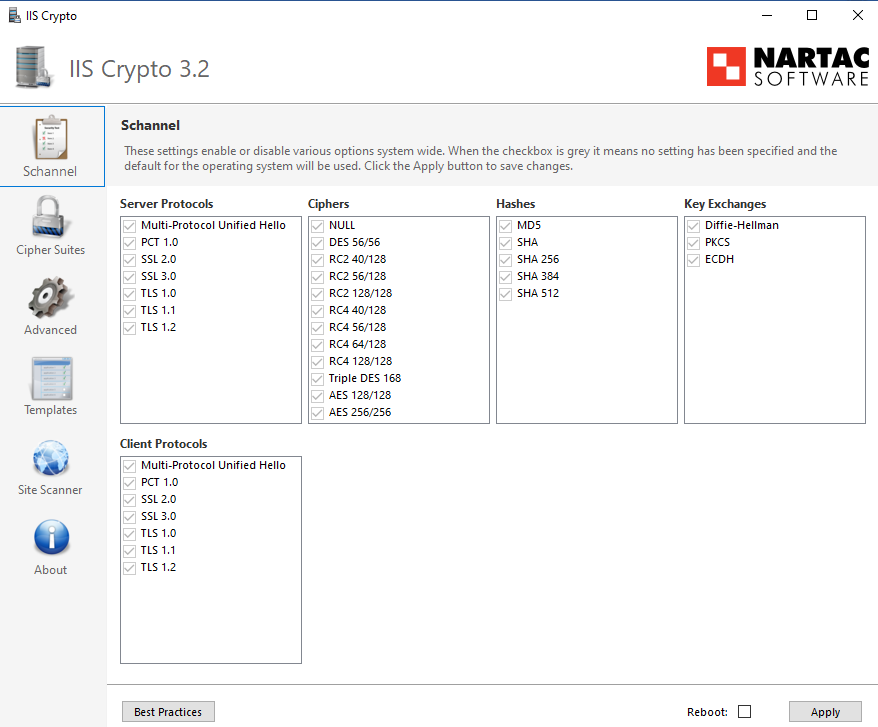 IIS Crypto
IIS Crypto 3.2
NARTAC
SOFTWARE
Schannel
Cipher Suites
Advanced
Templates
Site Scanner
About
Schannel
These settings enable or disable various options system wide. When the checkbox is grey it means no setting has been specified and the
default for the operating system will be used. Click the Apply button to save changes.
Server Protocols
Multi-Protocol Unified Hello
PCT 1.0
SSL 2.0
SSL 3.0
TLS 1.0
TLS 1.1
TLS 1.2
Ciphers
NULL
DES 56/56
RC2 40/128
RC2 56/128
RC2 128/128
RC4 40/128
RC4 56/128
RC4 64/128
RC4 128/128
Triple DES 168
AES 128/128
AES 256/256
Hashes
MD5
SHA
SHA 256
SHA 384
SHA 512
Key Exchanges
Diffie-Hellman
PKCS
ECDH
Client Protocols
Multi-Protocol Unified Hello
PCT 1.0
SSL 2.0
SSL 3.0
TLS 1.0
TLS 1.1
TLS 1.2
Best Practices
Reboot:
Apply